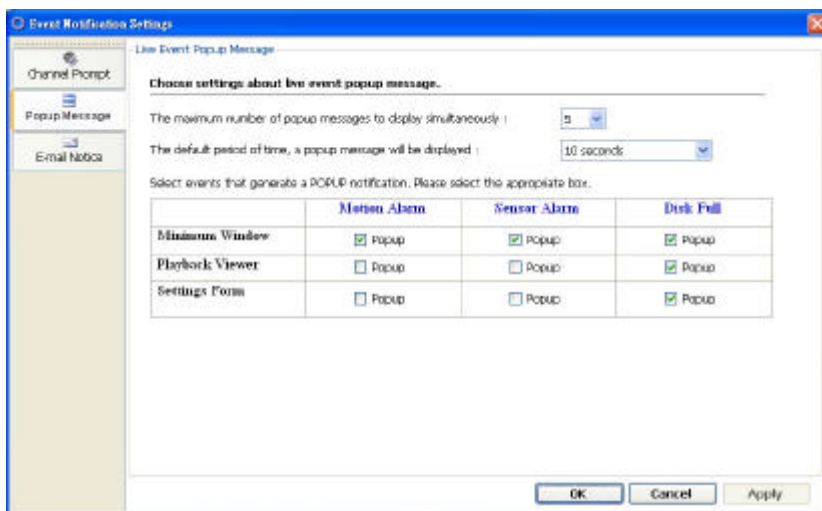 Event Notification Settings
Channel Prompt
Popup Message
E-mail Notice
Live Event Popup Message
Choose settings about live event popup message.
The maximum number of popup messages to display simultaneously : 5
The default period of time, a popup message will be displayed : 10 seconds
Select events that generate a POPUP notification. Please select the appropriate box.
Motion Alarm Sensor Alarm Disk Full
Minimum Window Popup Popup Popup
Playback Viewer Popup Popup Popup
Settings Form Popup Popup Popup
OK Cancel Apply